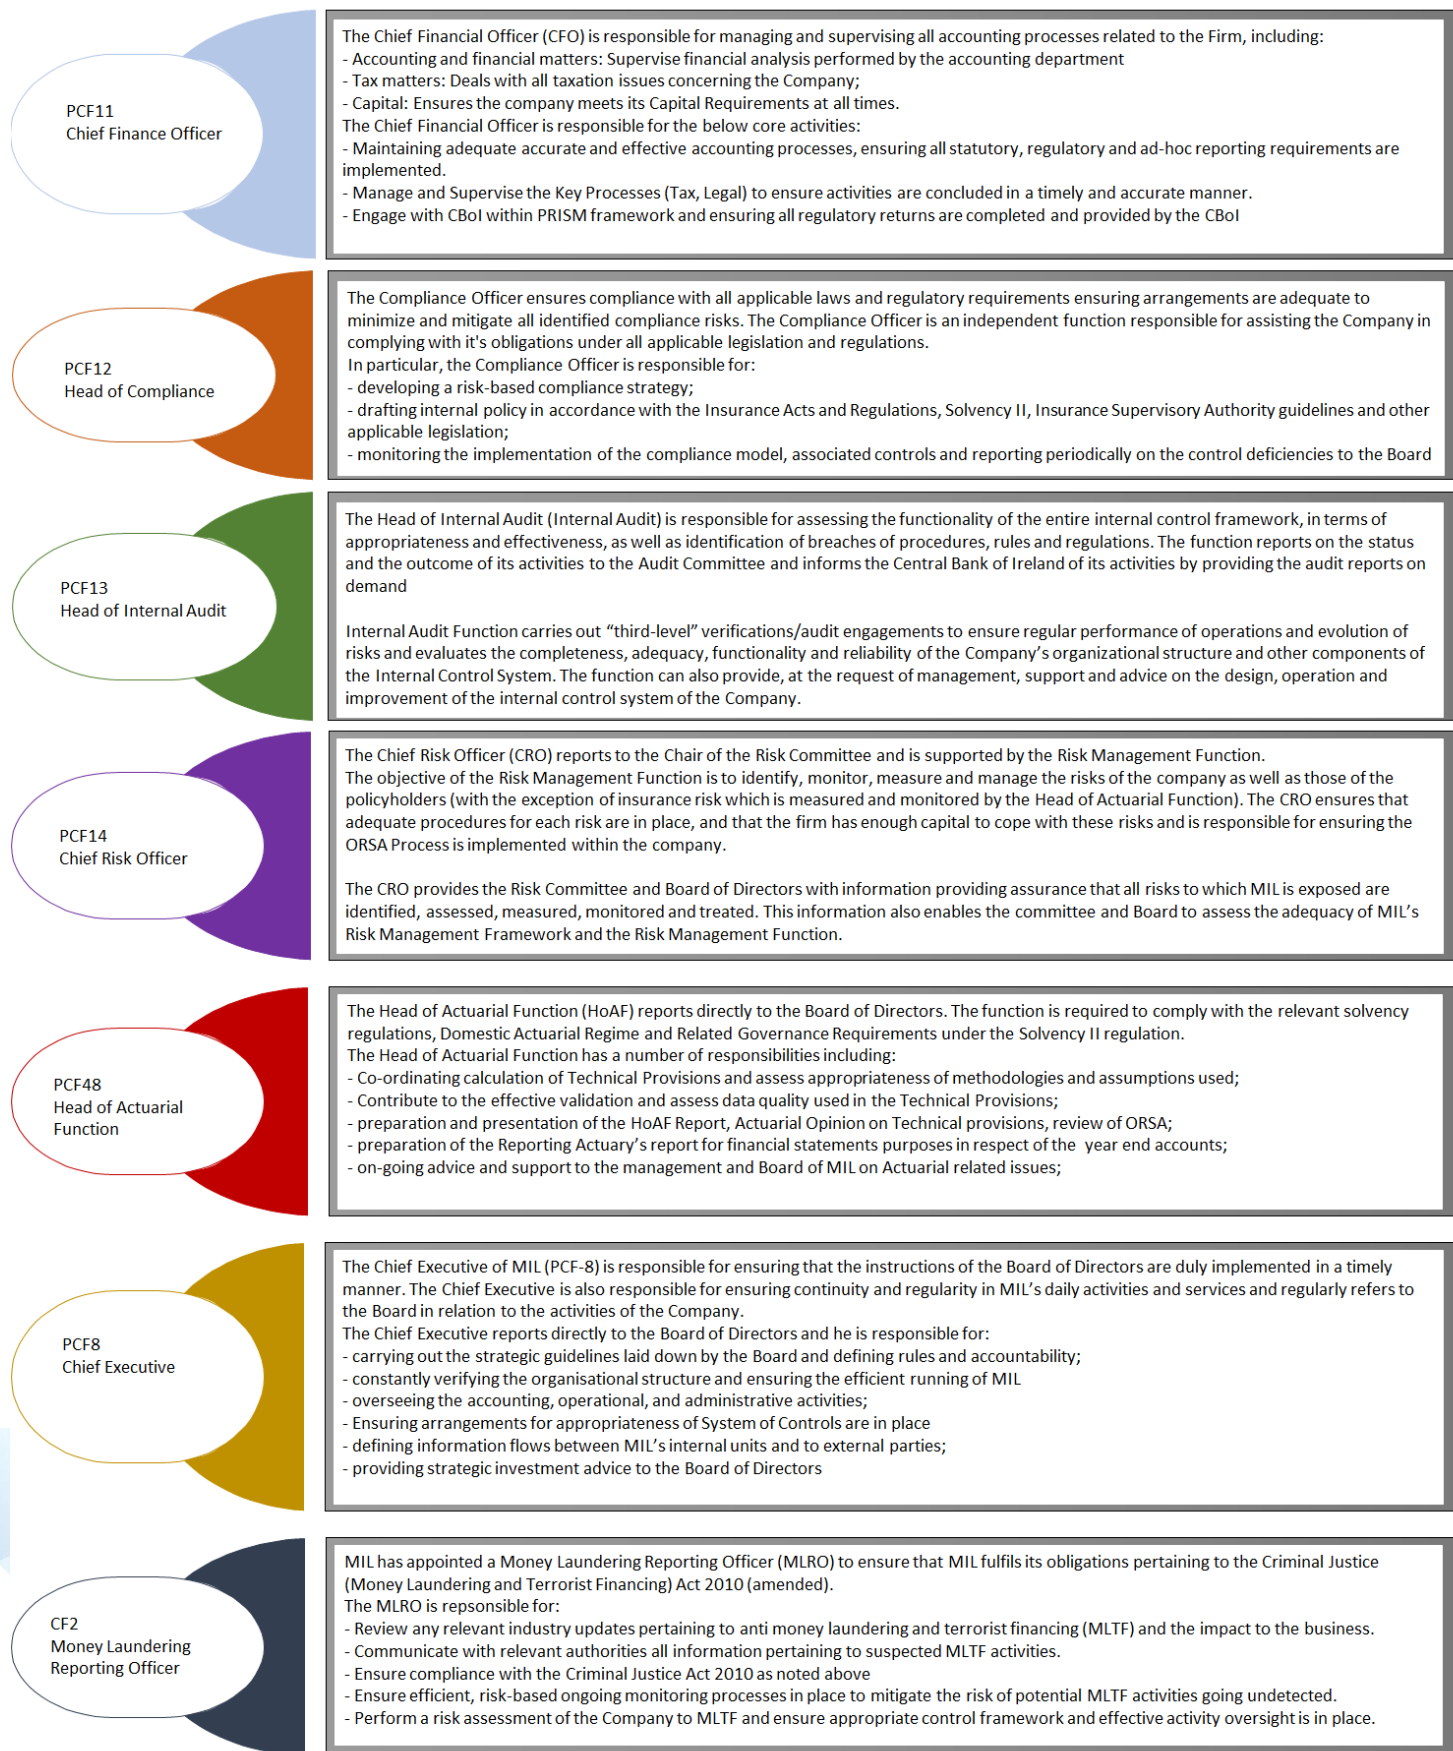 PCF11
Chief Finance Officer
The Chief Financial Officer (CFO) is responsible for managing and supervising all accounting processes related to the Firm, including:
- Accounting and financial matters: Supervise financial analysis performed by the accounting department
- Tax matters: Deals with all taxation issues concerning the Company;
- Capital: Ensures the company meets its Capital Requirements at all times.
The Chief Financial Officer is responsible for the below core activities:
- Maintaining adequate accurate and effective accounting processes, ensuring all statutory, regulatory and ad-hoc reporting requirements are
implemented.
- Manage and Supervise the Key Processes (Tax, Legal) to ensure activities are concluded in a timely and accurate manner.
- Engage with CBoI within PRISM framework and ensuring all regulatory returns are completed and provided by the CBoI
PCF12
Head of Compliance
The Compliance Officer ensures compliance with all applicable laws and regulatory requirements ensuring arrangements are adequate to
minimize and mitigate all identified compliance risks. The Compliance Officer is an independent function responsible for assisting the Company in
complying with it's obligations under all applicable legislation and regulations.
In particular, the Compliance Officer is responsible for:
- developing a risk-based compliance strategy;
- drafting internal policy in accordance with the Insurance Acts and Regulations, Solvency II, Insurance Supervisory Authority guidelines and other
applicable legislation;
- monitoring the implementation of the compliance model, associated controls and reporting periodically on the control deficiencies to the Board
PCF13
Head of Internal Audit
The Head of Internal Audit (Internal Audit) is responsible for assessing the functionality of the entire internal control framework, in terms of
appropriateness and effectiveness, as well as identification of breaches of procedures, rules and regulations. The function reports on the status
and the outcome of its activities to the Audit Committee and informs the Central Bank of Ireland of its activities by providing the audit reports on
demand
Internal Audit Function carries out “third-level” verifications/audit engagements to ensure regular performance of operations and evolution of
risks and evaluates the completeness, adequacy, functionality and reliability of the Company’s organizational structure and other components of
the Internal Control System. The function can also provide, at the request of management, support and advice on the design, operation and
improvement of the internal control system of the Company.
PCF14
Chief Risk Officer
The Chief Risk Officer (CRO) reports to the Chair of the Risk Committee and is supported by the Risk Management Function.
The objective of the Risk Management Function is to identify, monitor, measure and manage the risks of the company as well as those of the
policyholders (with the exception of insurance risk which is measured and monitored by the Head of Actuarial Function). The CRO ensures that
adequate procedures for each risk are in place, and that the firm has enough capital to cope with these risks and is responsible for ensuring the
ORSA Process is implemented within the company.
The CRO provides the Risk Committee and Board of Directors with information providing assurance that all risks to which MIL is exposed are
identified, assessed, measured, monitored and treated. This information also enables the committee and Board to assess the adequacy of MIL’s
Risk Management Framework and the Risk Management Function.
PCF48
Head of Actuarial
Function
The Head of Actuarial Function (HoAF) reports directly to the Board of Directors. The function is required to comply with the relevant solvency
regulations, Domestic Actuarial Regime and Related Governance Requirements under the Solvency II regulation.
The Head of Actuarial Function has a number of responsibilities including:
- Co-ordinating calculation of Technical Provisions and assess appropriateness of methodologies and assumptions used;
- Contribute to the effective validation and assess data quality used in the Technical Provisions;
- preparation and presentation of the HoAF Report, Actuarial Opinion on Technical provisions, review of ORSA;
- preparation of the Reporting Actuary’s report for financial statements purposes in respect of the year end accounts;
- on-going advice and support to the management and Board of MIL on Actuarial related issues;
PCF8
Chief Executive
The Chief Executive of MIL (PCF-8) is responsible for ensuring that the instructions of the Board of Directors are duly implemented in a timely
manner. The Chief Executive is also responsible for ensuring continuity and regularity in MIL’s daily activities and services and regularly refers to
the Board in relation to the activities of the Company.
The Chief Executive reports directly to the Board of Directors and he is responsible for:
- carrying out the strategic guidelines laid down by the Board and defining rules and accountability;
- constantly verifying the organisational structure and ensuring the efficient running of MIL
- overseeing the accounting, operational, and administrative activities;
- Ensuring arrangements for appropriateness of System of Controls are in place
- defining information flows between MIL’s internal units and to external parties;
- providing strategic investment advice to the Board of Directors
CF2
Money Laundering
Reporting Officer
MIL has appointed a Money Laundering Reporting Officer (MLRO) to ensure that MIL fulfils its obligations pertaining to the Criminal Justice
(Money Laundering and Terrorist Financing) Act 2010 (amended).
The MLRO is repsonsible for:
- Review any relevant industry updates pertaining to anti money laundering and terrorist financing (MLTF) and the impact to the business.
- Communicate with relevant authorities all information pertaining to suspected MLTF activities.
- Ensure compliance with the Criminal Justice Act 2010 as noted above
- Ensure efficient, risk-based ongoing monitoring processes in place to mitigate the risk of potential MLTF activities going undetected.
- Perform a risk assessment of the Company to MLTF and ensure appropriate control framework and effective activity oversight is in place.